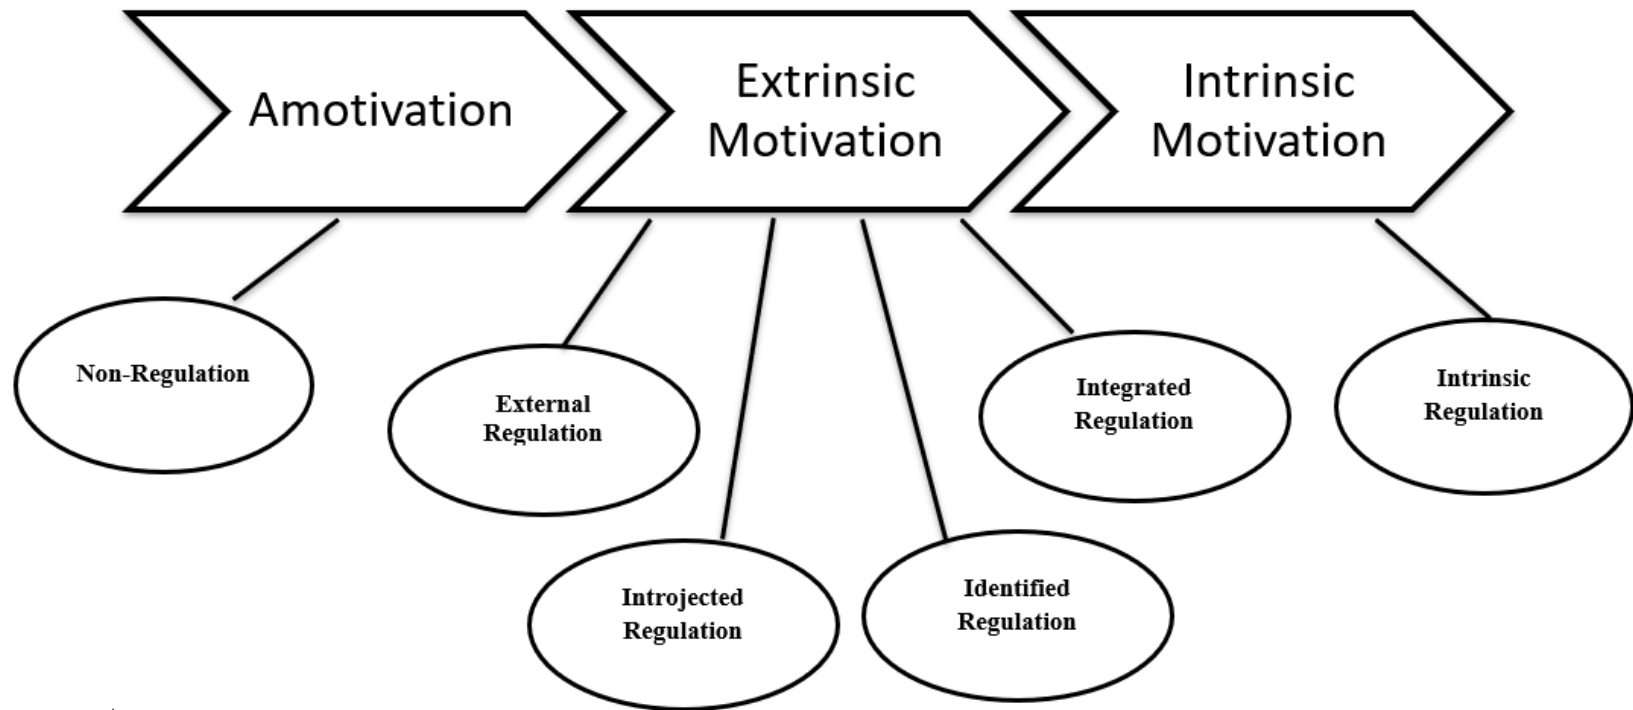 Amotivation
Extrinsic
Motivation
Intrinsic
Motivation
Non-Regulation
External
Regulation
Introjected
Regulation
Identified
Regulation
Integrated
Regulation
Intrinsic
Regulation